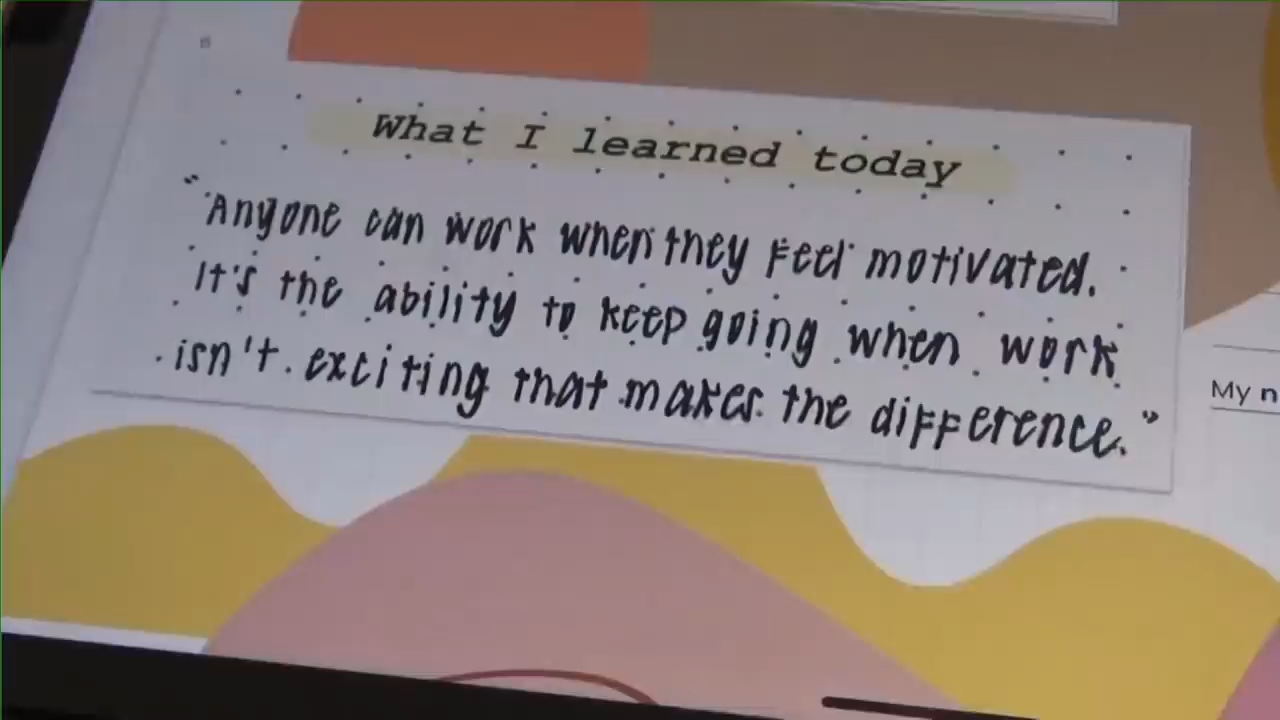 What I learned today
"Anyone can work when they feel motivated.
It's the ability to keep going when work
isn't exciting that makes the difference."
My n